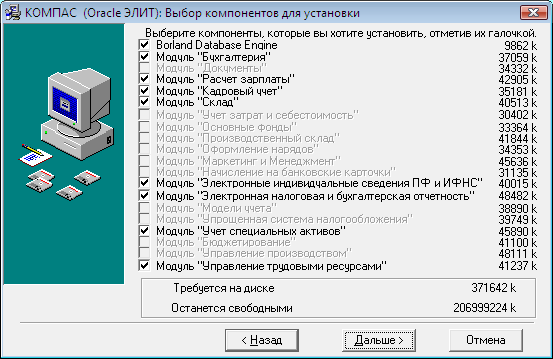 КОМПАС (Oracle ЭЛИТ): Выбор компонентов для установки
Выберите компоненты, которые вы хотите установить, отметив их галочкой.
Borland Database Engine 9862 k
Модуль "Бухгалтерия" 37059 k
Модуль "Документы" 34332 k
Модуль "Расчет зарплаты" 42905 k
Модуль "Кадровый учет" 35181 k
Модуль "Склад" 40513 k
Модуль "Учет затрат и себестоимость" 30402 k
Модуль "Основные фонды" 33364 k
Модуль "Производственный склад" 41844 k
Модуль "Оформление нарядов" 34353 k
Модуль "Маркетинг и Менеджмент" 45636 k
Модуль "Начисление на банковские карточки" 31135 k
Модуль "Электронные индивидчальные сведения ПФ и ИФНС" 40015 k
Модуль "Электронная налоговая и бухгалтерская отчетность" 48482 k
Модуль "Модели учета" 38890 k
Модуль "Упрощенная система налогообложения" 39749 k
Модуль "Учет специальных активов" 45890 k
Модуль "Бюджетирование" 41100 k
Модуль "Управление производством" 48111 k
Модуль "Управление трудовыми ресурсами" 41237 k
Требуется на диске 371642 k
Останется свободными 206999224 k
< Назад Дальше > Отмена